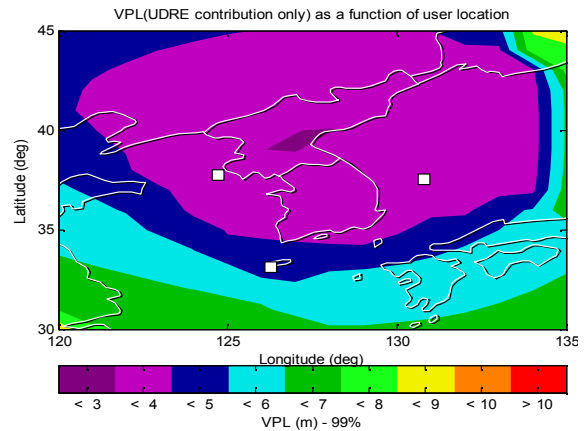 VPL(UDRE contribution only) as a function of user location
45
40
35
30
Latitude (deg)
120 125 130 135
Longitude (deg)
< 3 < 4 < 5 < 6 < 7 < 8 < 9 < 10 > 10
VPL (m) - 99%